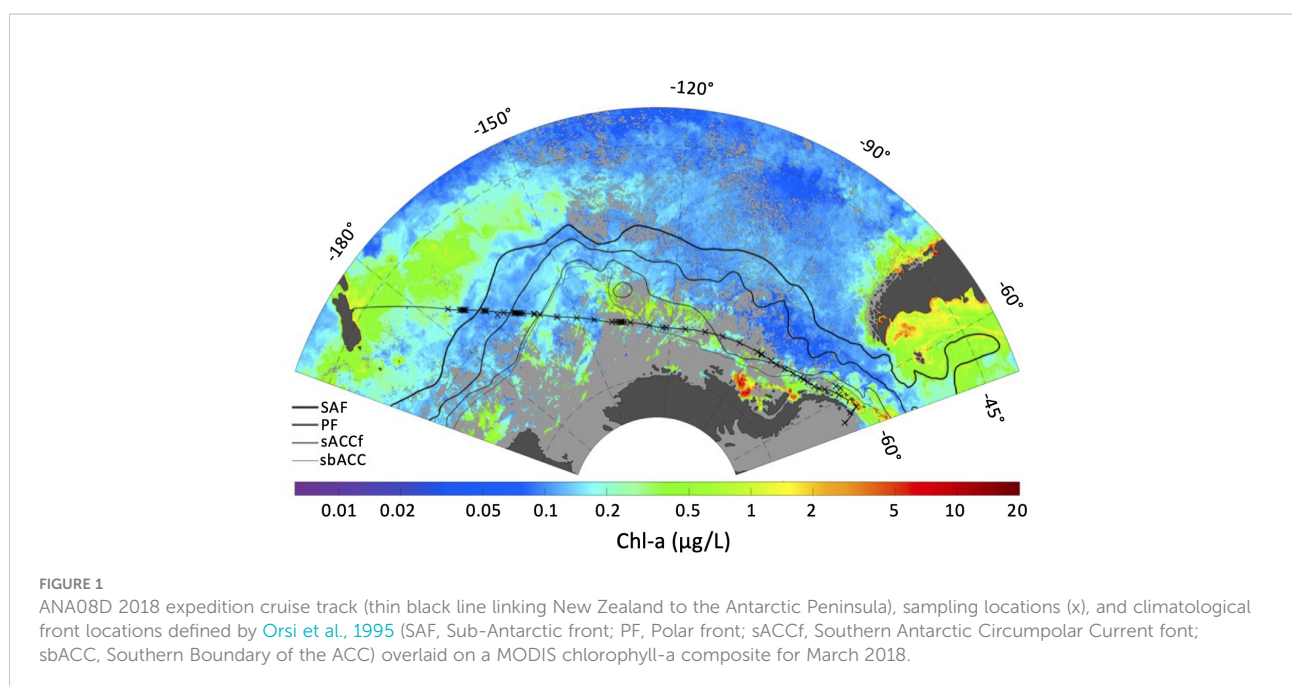 -120°
-150°
-90°
-180°
-60°
-45°
-60°
SAF
PF
sACCf
sbACC
0.01 0.02 0.05 0.1 0.2 0.5 1 2 5 10 20
Chl-a (µg/L)
FIGURE 1
ANA08D 2018 expedition cruise track (thin black line linking New Zealand to the Antarctic Peninsula), sampling locations (x), and climatological
front locations defined by Orsi et al., 1995 (SAF, Sub-Antarctic front; PF, Polar front; sACCf, Southern Antarctic Circumpolar Current font;
sbACC, Southern Boundary of the ACC) overlaid on a MODIS chlorophyll-a composite for March 2018.